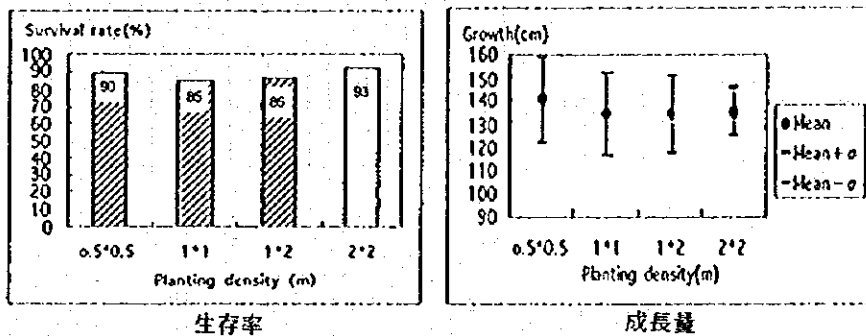 Survival rate(%)
100
90
80
70
60
50
40
30
20
10
0
90
85
86
93
0.5*0.5 1*1 1*2 2*2
Planting density (m)
生存率
Growth(cm)
160
150
140
130
120
110
100
90
0.5*0.5 1*1 1*2 2*2
Planting density(m)
Mean
Mean+σ
Mean-σ
成長量